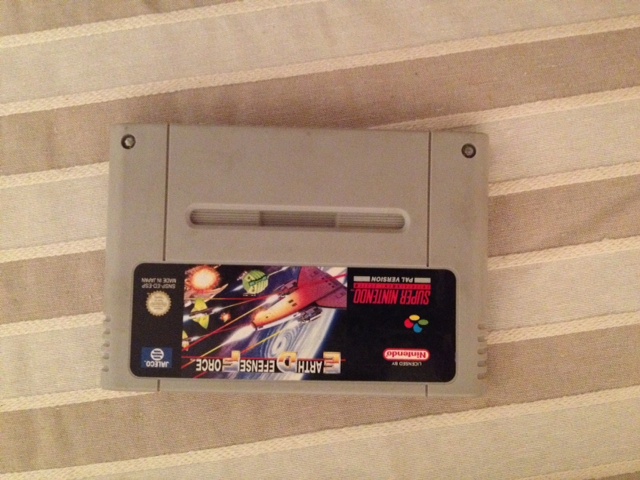 LICENSED BY
Nintendo
SUPER NINTENDO
ENTERTAINMENT SYSTEM
PAL VERSION
EARTH DEFENSE FORCE
JALECO
SNSP-ED-ESP
MADE IN JAPAN